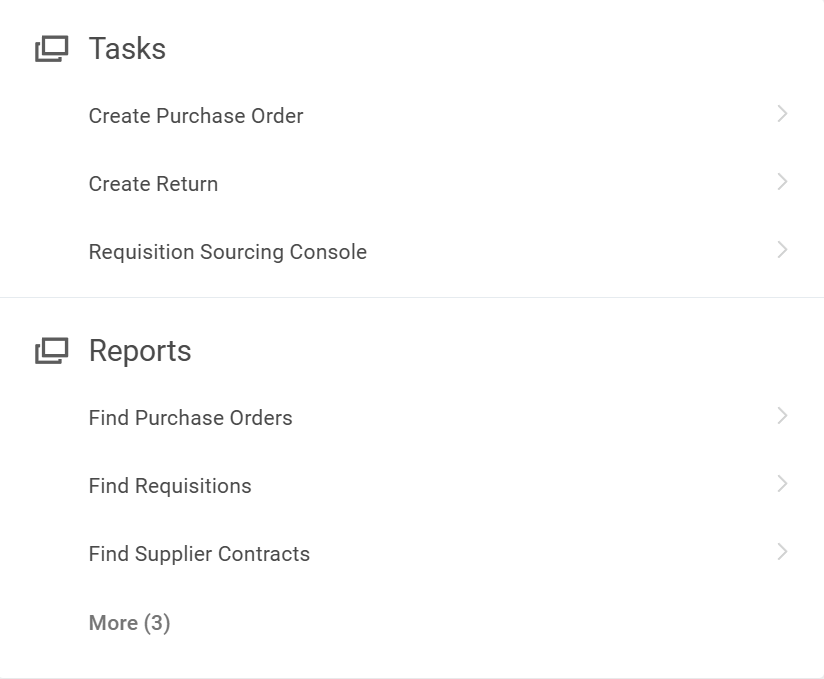 Tasks
Create Purchase Order
Create Return
Requisition Sourcing Console
Reports
Find Purchase Orders
Find Requisitions
Find Supplier Contracts
More (3)